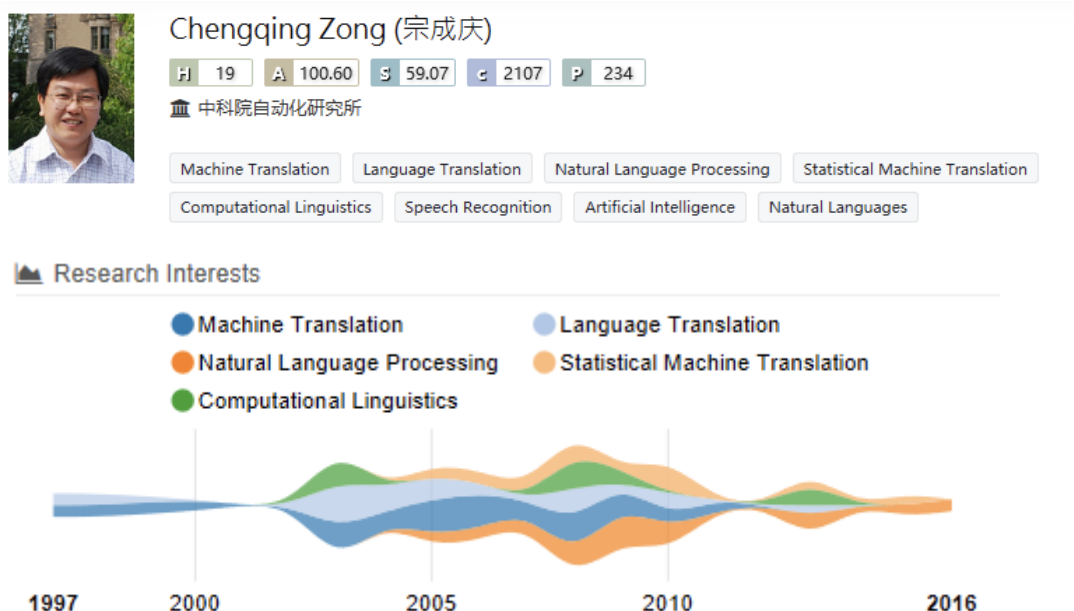 Chengqing Zong (宗成庆)
H 19 A 100.60 S 59.07 c 2107 P 234
中科院自动化研究所
Machine Translation Language Translation Natural Language Processing Statistical Machine Translation
Computational Linguistics Speech Recognition Artificial Intelligence Natural Languages
Research Interests
Machine Translation Language Translation
Natural Language Processing Statistical Machine Translation
Computational Linguistics
1997 2000 2005 2010 2016